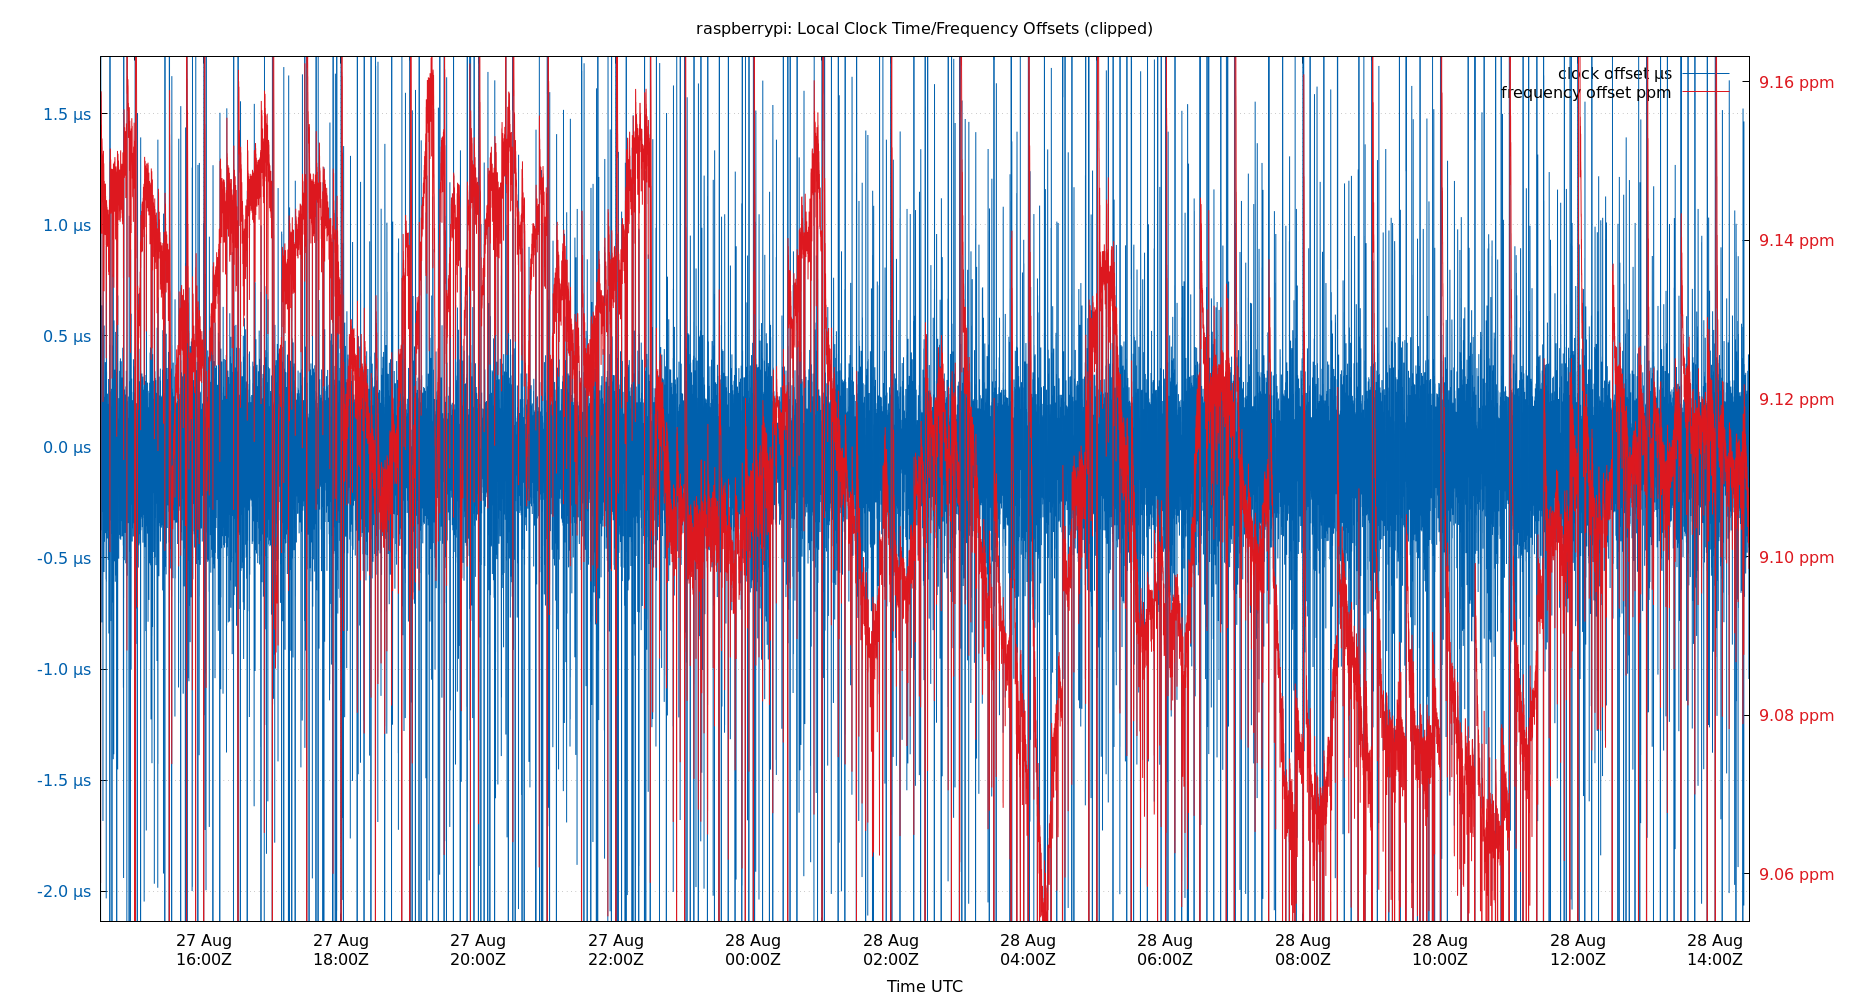 raspberrypi: Local Clock Time/Frequency Offsets (clipped)
clock offset µs
frequency offset ppm
1.5 µs
1.0 µs
0.5 µs
0.0 µs
-0.5 µs
-1.0 µs
-1.5 µs
-2.0 µs
9.16 ppm
9.14 ppm
9.12 ppm
9.10 ppm
9.08 ppm
9.06 ppm
27 Aug 27 Aug 27 Aug 27 Aug 28 Aug 28 Aug 28 Aug 28 Aug 28 Aug 28 Aug 28 Aug 28 Aug
16:00Z 18:00Z 20:00Z 22:00Z 00:00Z 02:00Z 04:00Z 06:00Z 08:00Z 10:00Z 12:00Z 14:00Z
Time UTC